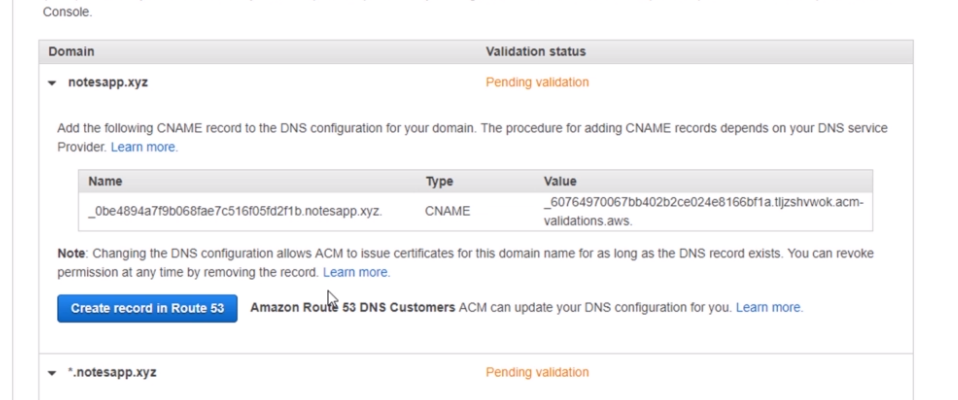 Console.
Domain Validation status
notesapp.xyz Pending validation
Add the following CNAME record to the DNS configuration for your domain. The procedure for adding CNAME records depends on your DNS service
Provider. Learn more.
Name Type Value
_0be4894a7f9b068fae7c516f05fd2f1b.notesapp.xyz. CNAME _60764970067bb402b2ce024e8166bf1a.tljzshvwok.acm-
validations.aws.
Note: Changing the DNS configuration allows ACM to issue certificates for this domain name for as long as the DNS record exists. You can revoke
permission at any time by removing the record. Learn more.
Create record in Route 53 Amazon Route 53 DNS Customers ACM can update your DNS configuration for you. Learn more.
*.notesapp.xyz Pending validation